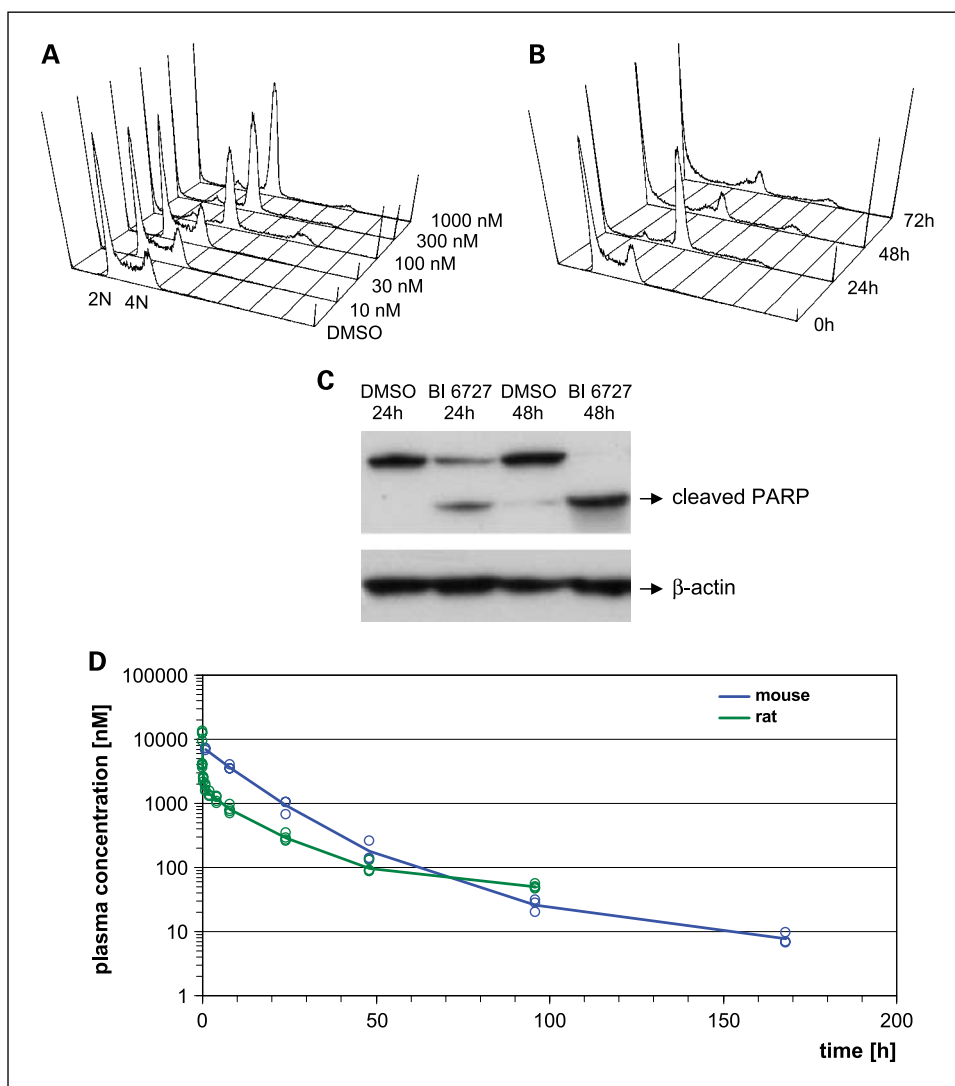 A
1000 nM
300 nM
100 nM
30 nM
10 nM
DMSO
2N 4N
B
72h
48h
24h
0h
C
DMSO BI 6727 DMSO BI 6727
24h 24h 48h 48h
cleaved PARP
β-actin
D
plasma concentration [nM]
100000
10000
1000
100
10
1
mouse
rat
0 50 100 150 200
time [h]